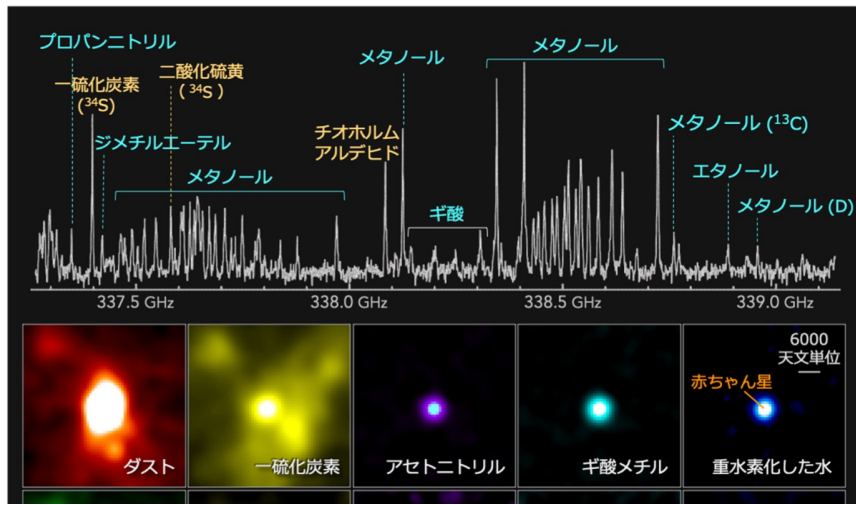 プロパンニトリル
一硫化炭素
(³⁴S)
二酸化硫黄
(³⁴S)
ジメチルエーテル
メタノール
チオホルム
アルデヒド
メタノール
ギ酸
メタノール
メタノール (¹³C)
エタノール
メタノール (D)
337.5 GHz
338.0 GHz
338.5 GHz
339.0 GHz
ダスト
一硫化炭素
アセトニトリル
ギ酸メチル
6000
天文単位
赤ちゃん星
重水素化した水